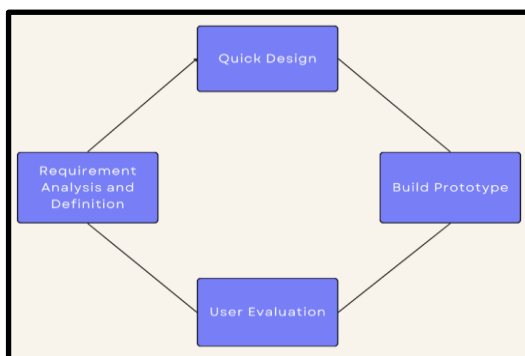 Quick Design
Requirement
Analysis and
Definition
Build Prototype
User Evaluation